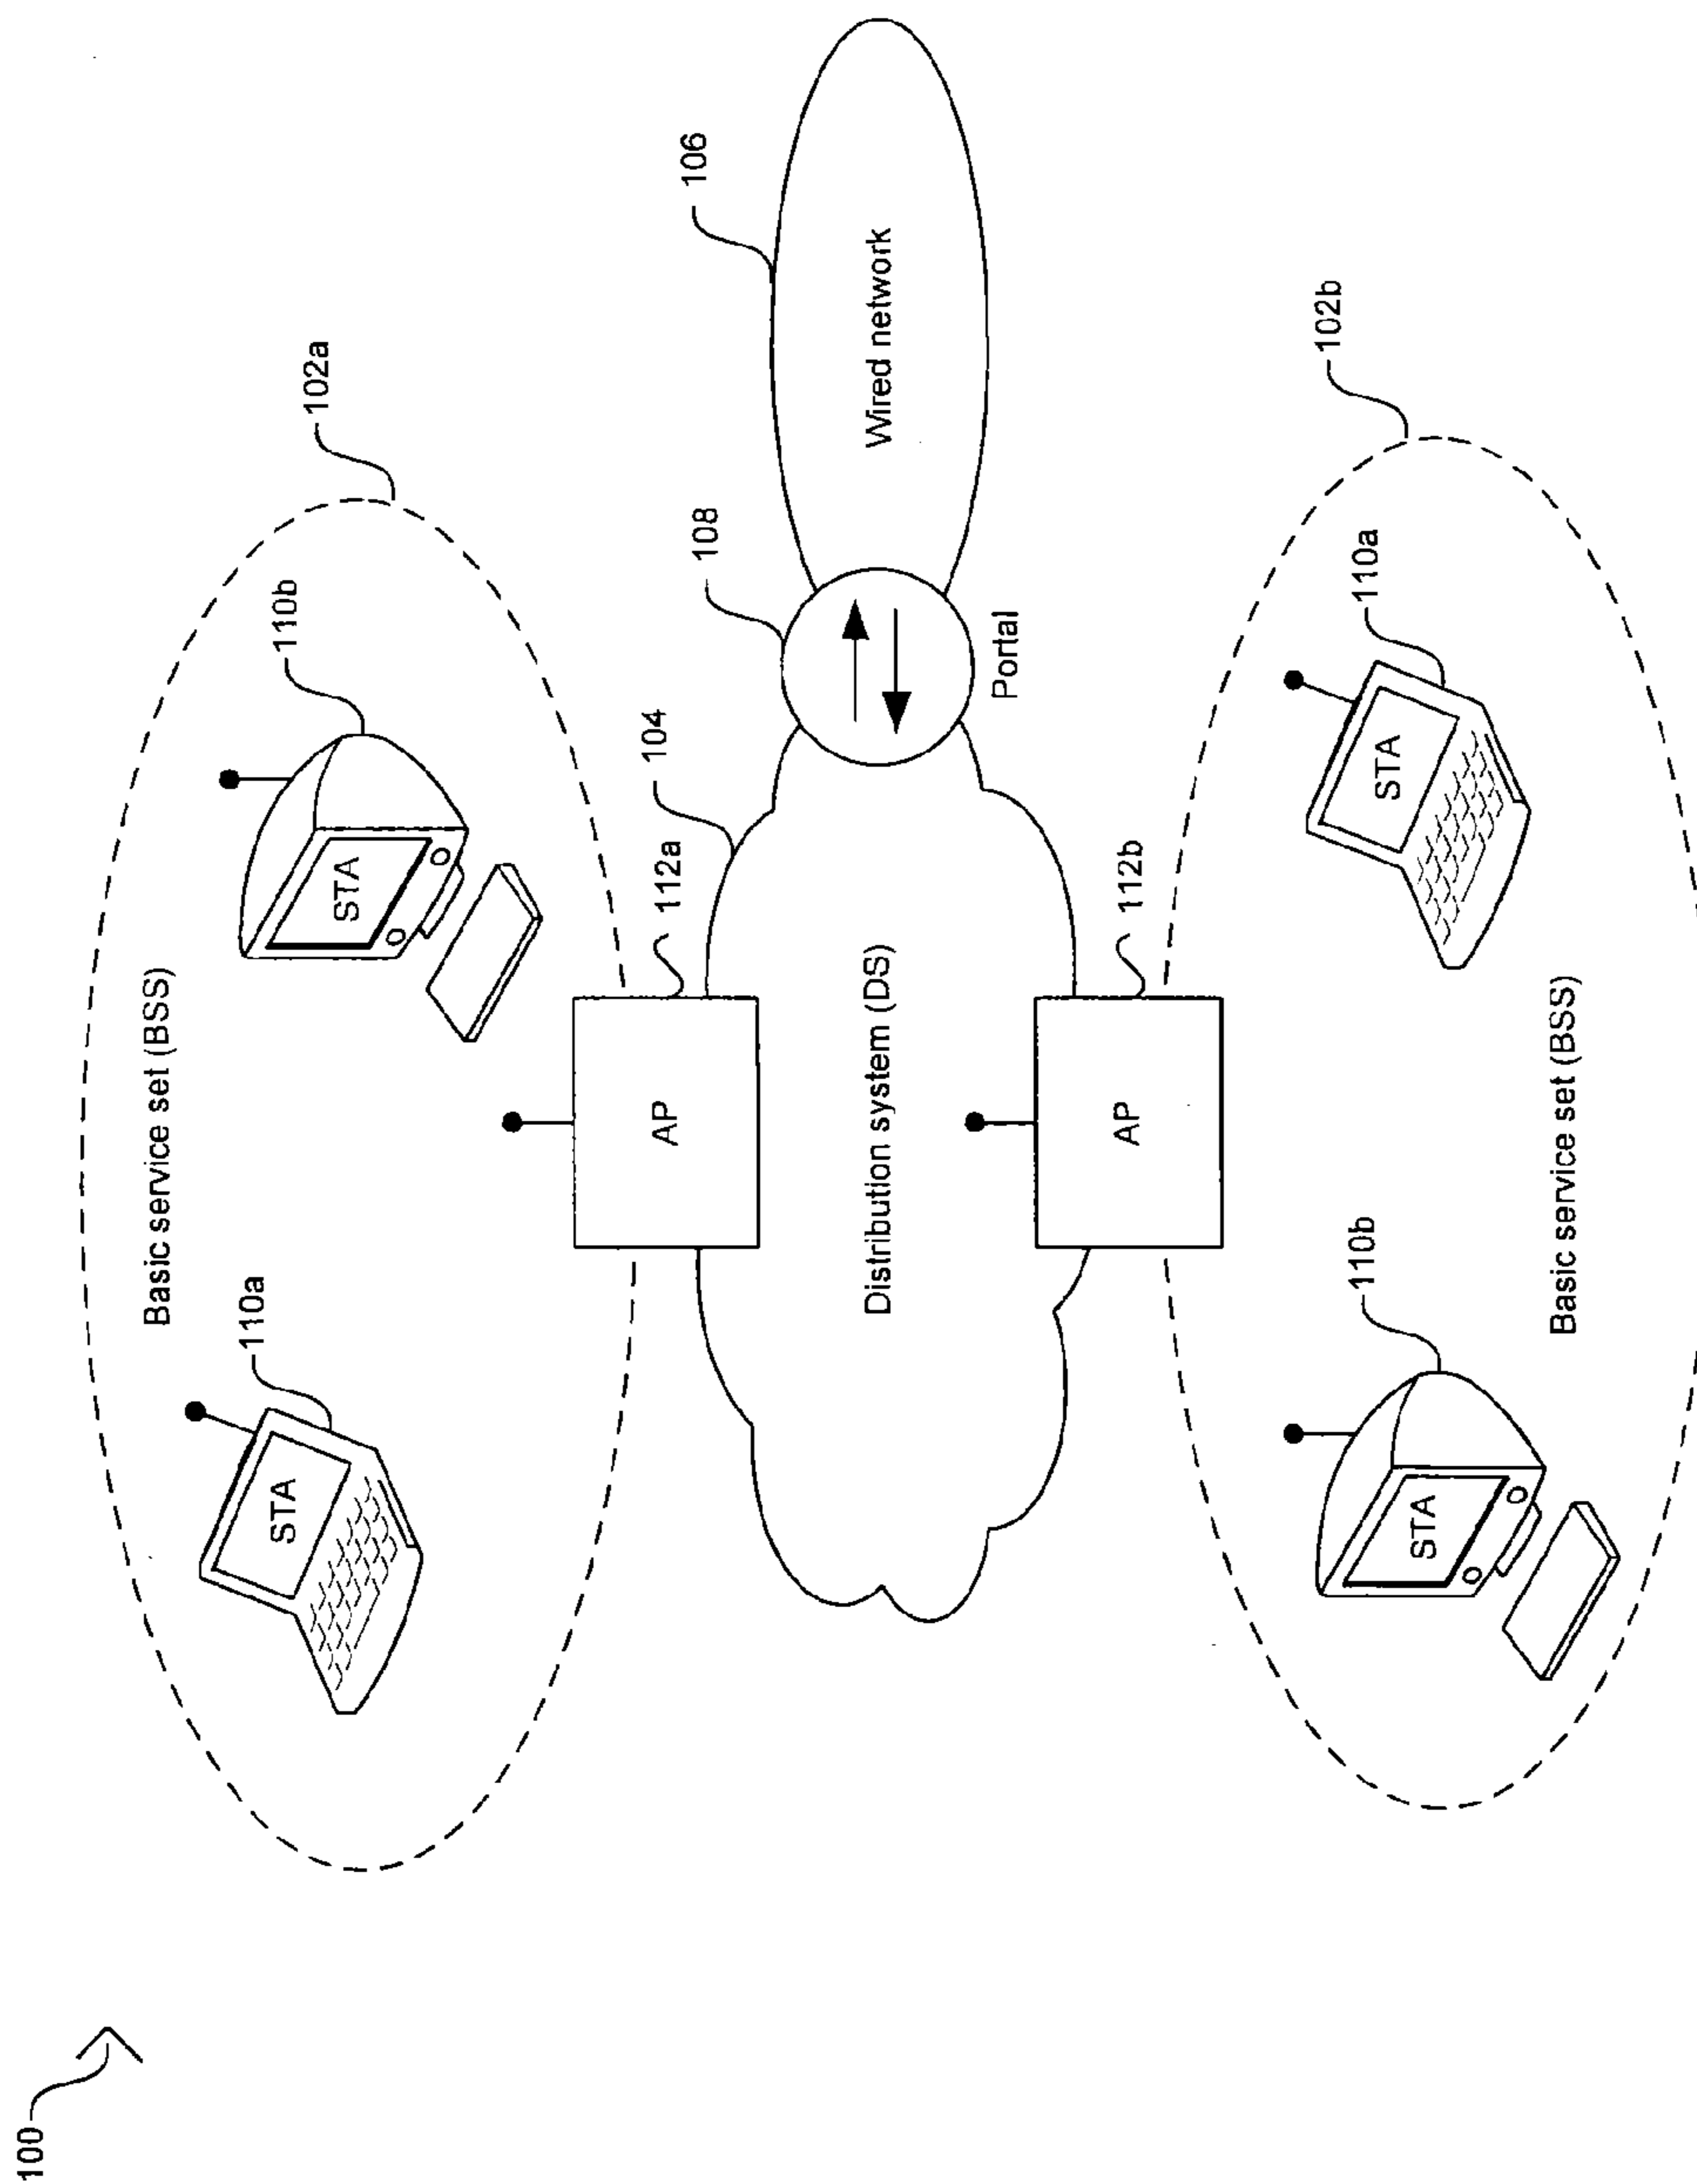 100
Basic service set (BSS)
102a
110a
STA
110b
STA
AP
112a
104
108
106
Distribution system (DS)
Portal
Wired network
AP
112b
102b
110b
STA
110a
STA
Basic service set (BSS)